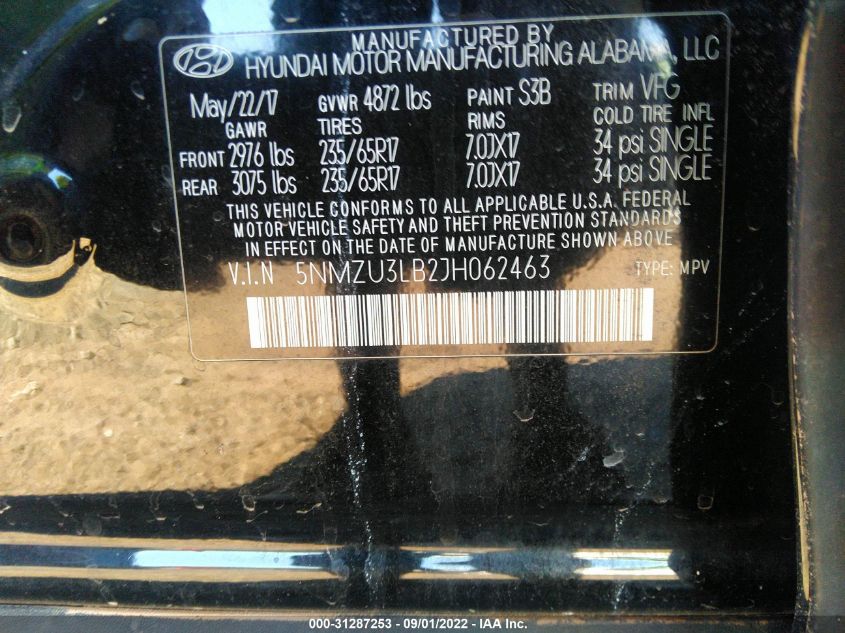 MANUFACTURED BY
HYUNDAI MOTOR MANUFACTURING ALABAMA, LLC
May/22/17 GVWR 4872 lbs PAINT S3B TRIM VFG
GAWR TIRES RIMS COLD TIRE INFL
FRONT 2976 lbs 235/65R17 7.0JX17 34 psi SINGLE
REAR 3075 lbs 235/65R17 7.0JX17 34 psi SINGLE
THIS VEHICLE CONFORMS TO ALL APPLICABLE U.S.A. FEDERAL
MOTOR VEHICLE SAFETY AND THEFT PREVENTION STANDARDS
IN EFFECT ON THE DATE OF MANUFACTURE SHOWN ABOVE
V.I.N 5NMZU3LB2JH062463 TYPE: MPV
000-31287253 - 09/01/2022 - IAA Inc.